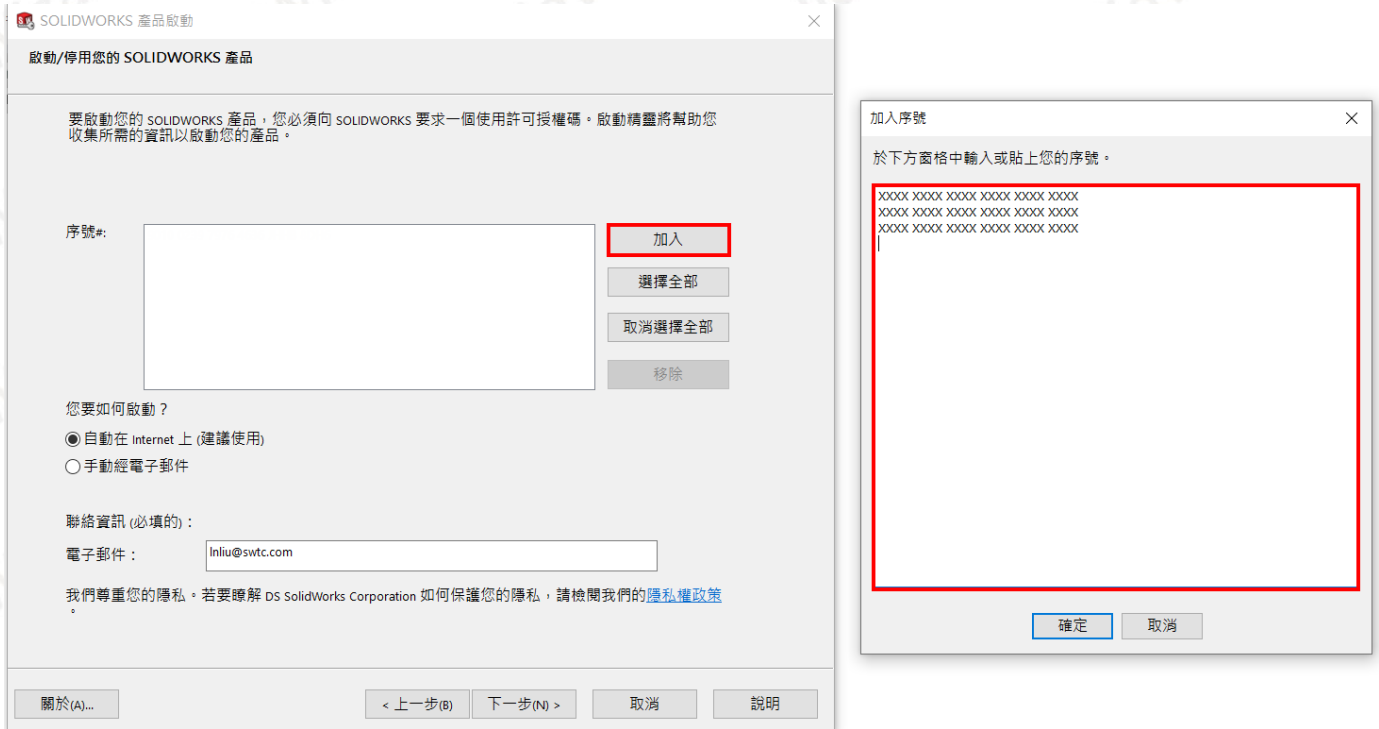 SOLIDWORKS 產品啟動
啟動/停用您的 SOLIDWORKS 產品
要啟動您的 SOLIDWORKS 產品，您必須向 SOLIDWORKS 要求一個使用許可授權碼。啟動精靈將幫助您
收集所需的資訊以啟動您的產品。
序號#:
加入
選擇全部
取消選擇全部
移除
您要如何啟動？
自動在 Internet 上 (建議使用)
手動經電子郵件
聯絡資訊 (必填的)：
電子郵件：
lnliu@swtc.com
我們尊重您的隱私。若要瞭解 DS SolidWorks Corporation 如何保護您的隱私，請檢閱我們的隱私權政策
。
關於(A)...
< 上一步(B)
下一步(N) >
取消
說明
加入序號
於下方窗格中輸入或貼上您的序號。
XXXX XXXX XXXX XXXX XXXX XXXX
XXXX XXXX XXXX XXXX XXXX XXXX
XXXX XXXX XXXX XXXX XXXX XXXX
確定
取消